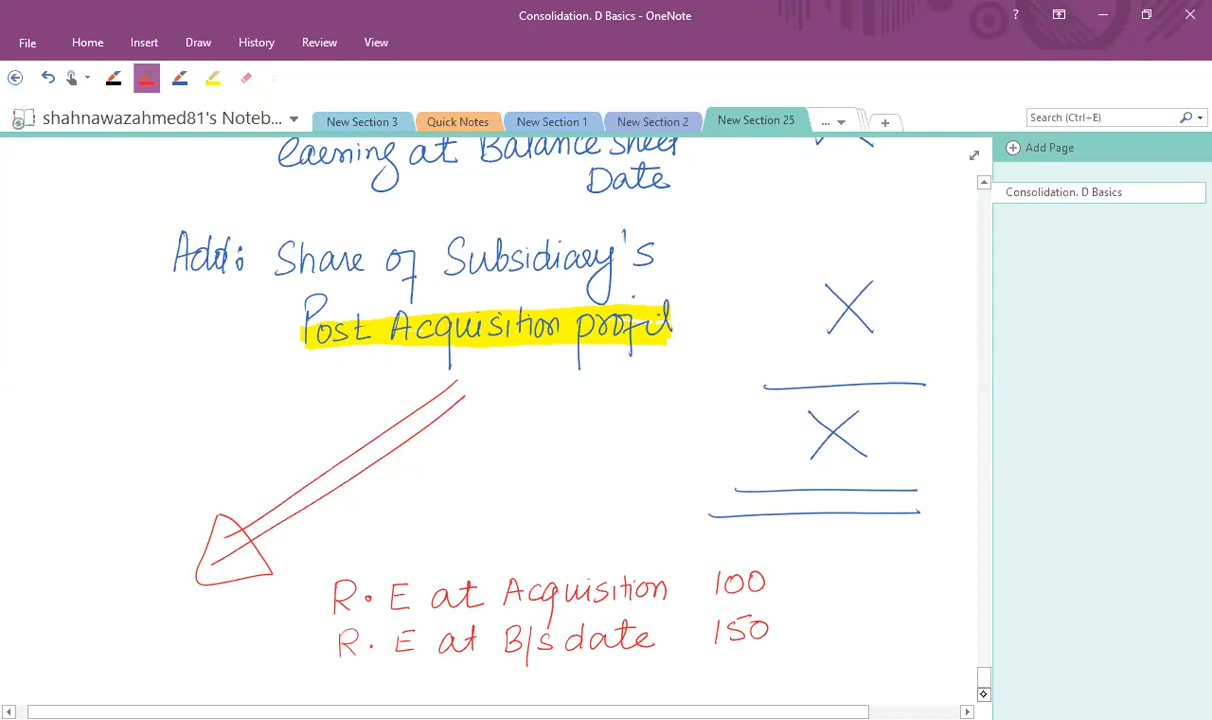 Consolidation. D Basics - OneNote
?
File Home Insert Draw History Review View
shahnawazahmed81's Noteb...
New Section 3
Quick Notes
New Section 1
New Section 2
New Section 25
...
Search (Ctrl+E)
Add Page
Consolidation. D Basics
Earning at Balance Sheet
Date
Add: Share of Subsidiary's
Post Acquisition profit
X
X
R. E at Acquisition 100
R. E at B/s date 150